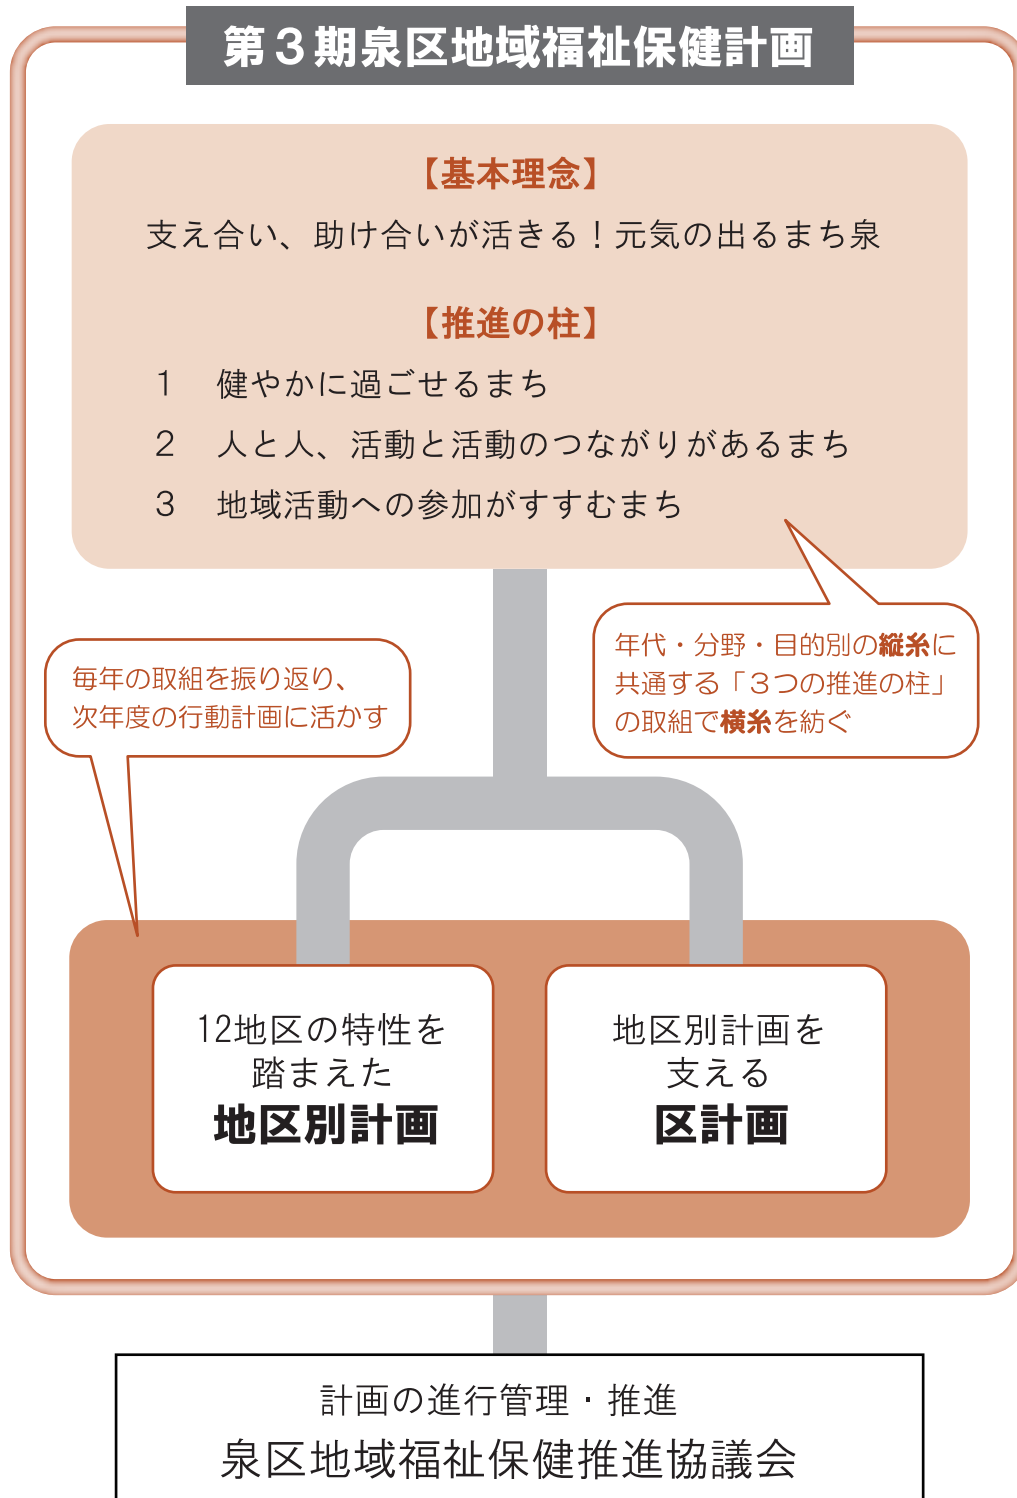 第３期泉区地域福祉保健計画
【基本理念】
支え合い、助け合いが活きる！元気の出るまち泉
【推進の柱】
1　健やかに過ごせるまち
2　人と人、活動と活動のつながりがあるまち
3　地域活動への参加がすすむまち
年代・分野・目的別の縦糸に
共通する「３つの推進の柱」
の取組で横糸を紡ぐ
毎年の取組を振り返り、
次年度の行動計画に活かす
12地区の特性を
踏まえた
地区別計画
地区別計画を
支える
区計画
計画の進行管理・推進
泉区地域福祉保健推進協議会